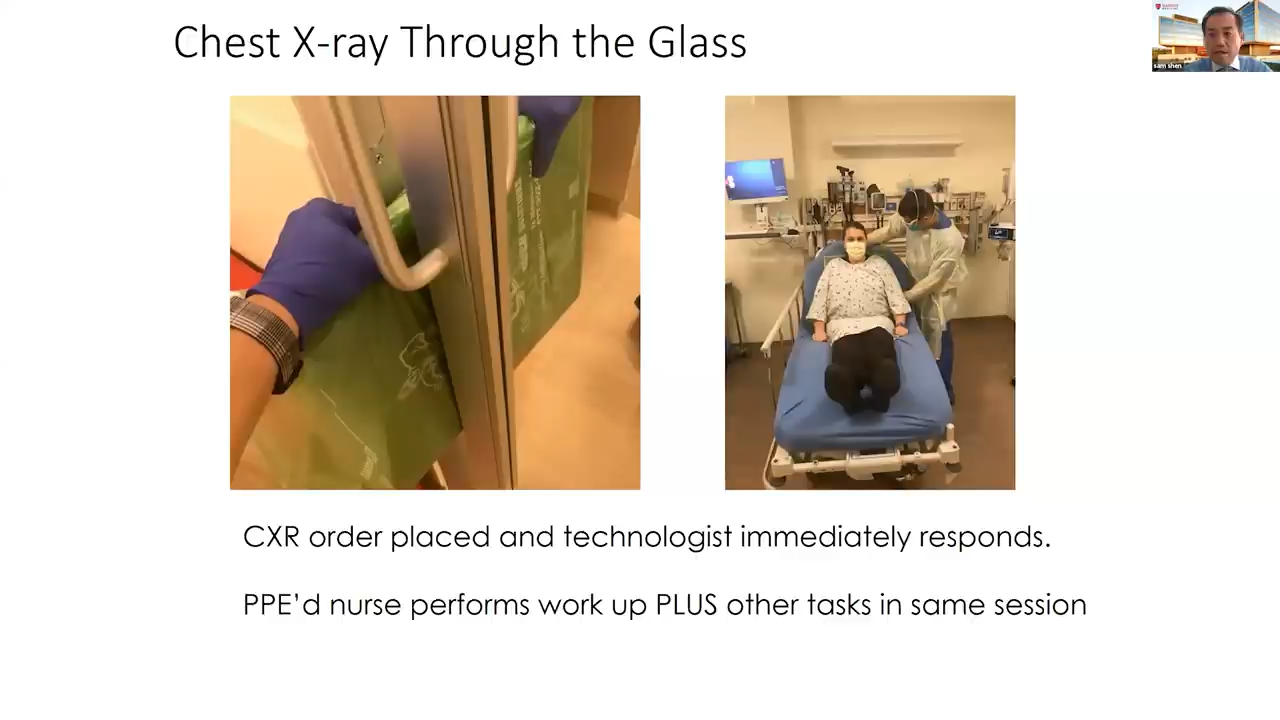 Chest X-ray Through the Glass
sam shen
CXR order placed and technologist immediately responds.
PPE’d nurse performs work up PLUS other tasks in same session